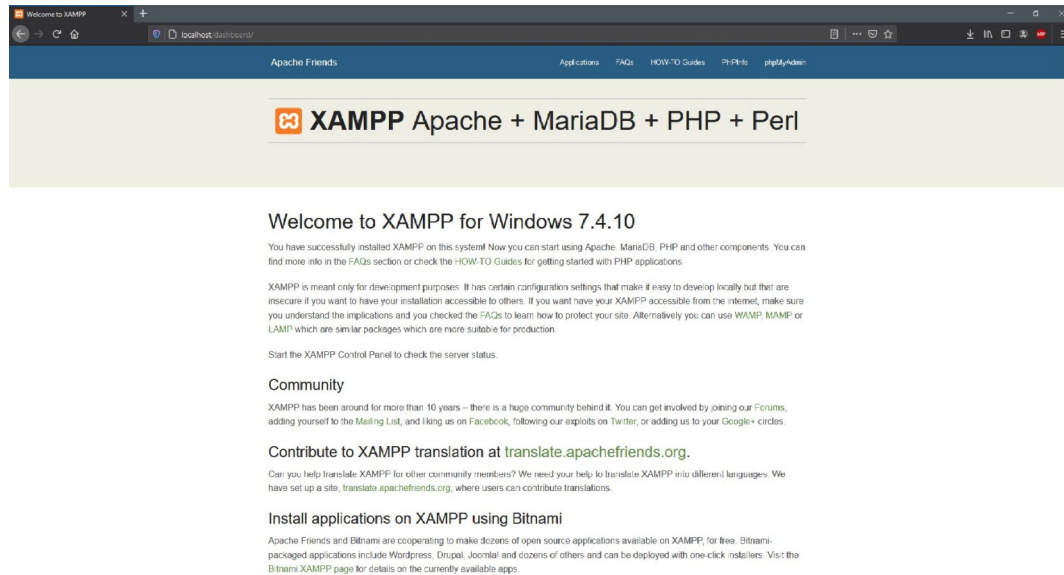 Welcome to XAMPP
localhost/dashboard/
Apache Friends
Applications FAQs HOW-TO Guides PHPInfo phpMyAdmin
XAMPP Apache + MariaDB + PHP + Perl
Welcome to XAMPP for Windows 7.4.10
You have successfully installed XAMPP on this system! Now you can start using Apache, MariaDB, PHP and other components. You can
find more info in the FAQs section or check the HOW-TO Guides for getting started with PHP applications.
XAMPP is meant only for development purposes. It has certain configuration settings that make it easy to develop locally but that are
insecure if you want to have your installation accessible to others. If you want have your XAMPP accessible from the internet, make sure
you understand the implications and you checked the FAQs to learn how to protect your site. Alternatively you can use WAMP, MAMP or
LAMP which are similar packages which are more suitable for production.
Start the XAMPP Control Panel to check the server status.
Community
XAMPP has been around for more than 10 years – there is a huge community behind it. You can get involved by joining our Forums,
adding yourself to the Mailing List, and liking us on Facebook, following our exploits on Twitter, or adding us to your Google+ circles.
Contribute to XAMPP translation at translate.apachefriends.org.
Can you help translate XAMPP for other community members? We need your help to translate XAMPP into different languages. We
have set up a site, translate.apachefriends.org, where users can contribute translations.
Install applications on XAMPP using Bitnami
Apache Friends and Bitnami are cooperating to make dozens of open source applications available on XAMPP, for free. Bitnami-
packaged applications include Wordpress, Drupal, Joomla! and dozens of others and can be deployed with one-click installers. Visit the
Bitnami XAMPP page for details on the currently available apps.